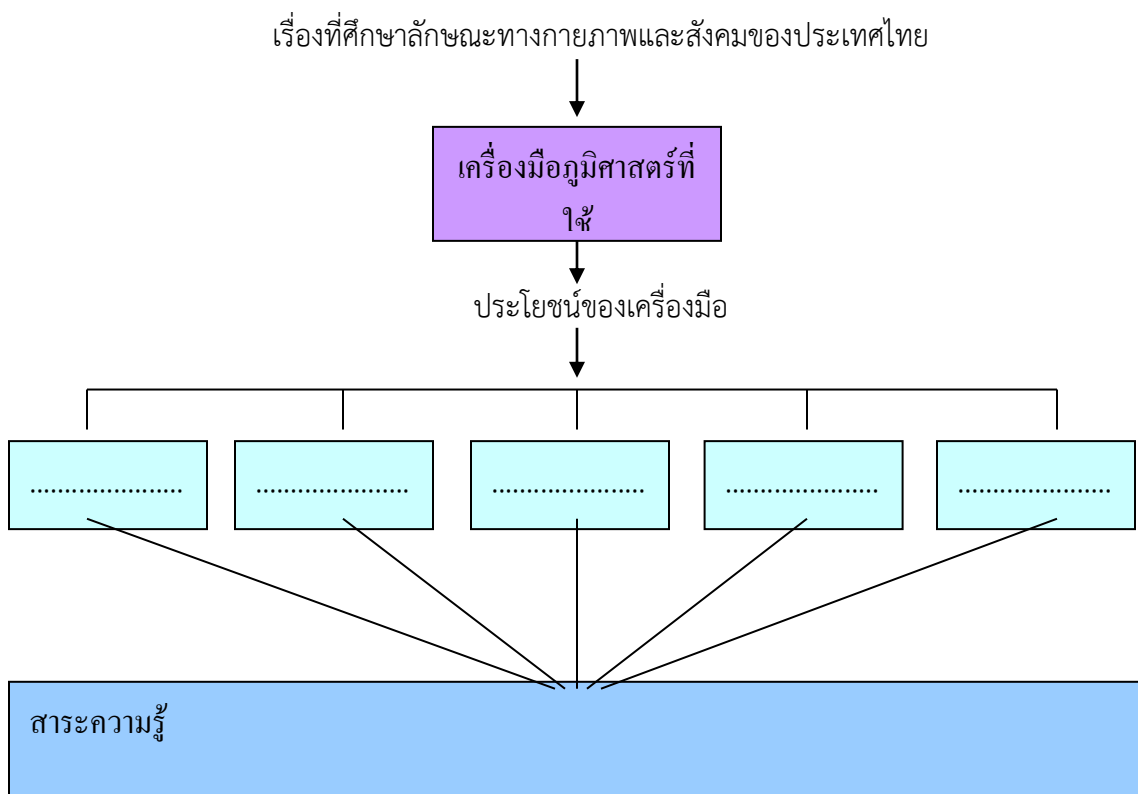 เรื่องที่ศึกษาลักษณะทางกายภาพและสังคมของประเทศไทย
เครื่องมือภูมิศาสตร์ที่
ใช้
ประโยชน์ของเครื่องมือ
...................... ...................... ...................... ...................... ......................
สาระความรู้